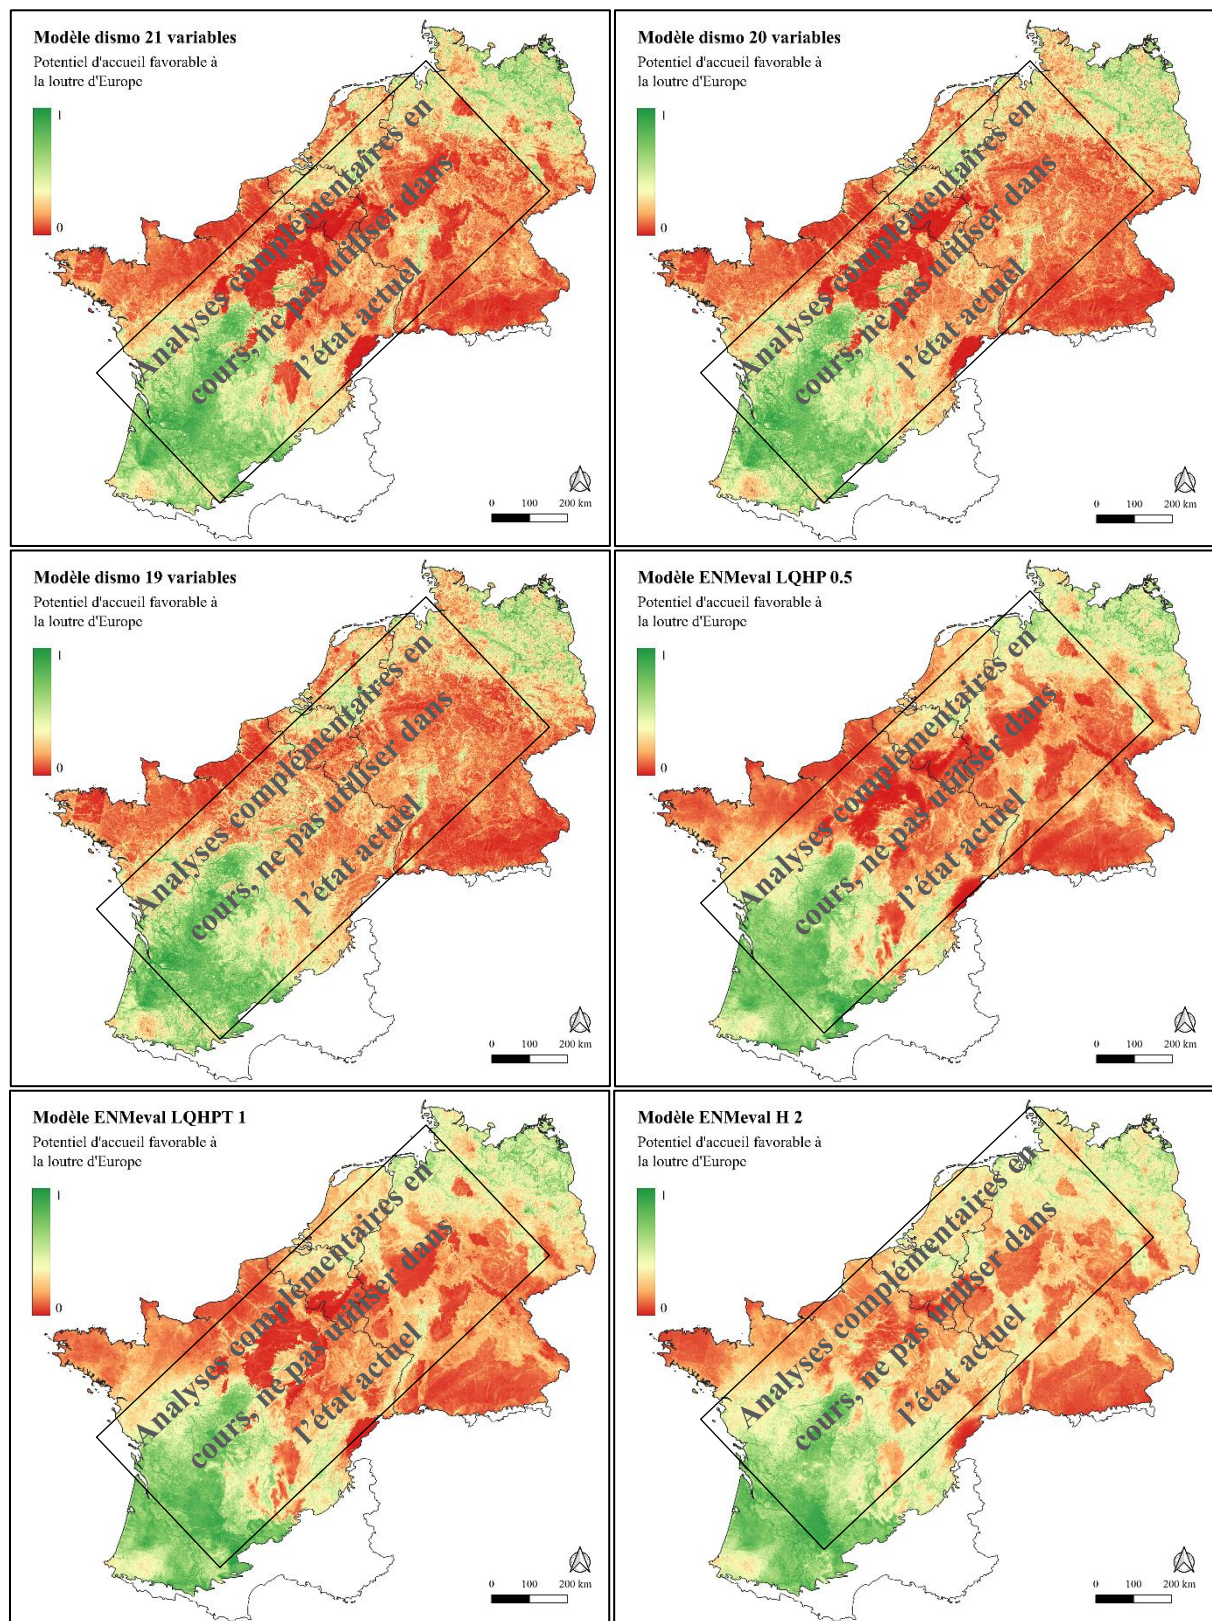 Modèle dismo 21 variables
Potentiel d'accueil favorable à
la loutre d'Europe
1
0
Analyses complémentaires en
cours, ne pas utiliser dans
l'état actuel
0 100 200 km
Modèle dismo 20 variables
Potentiel d'accueil favorable à
la loutre d'Europe
1
0
Analyses complémentaires en
cours, ne pas utiliser dans
l'état actuel
0 100 200 km
Modèle dismo 19 variables
Potentiel d'accueil favorable à
la loutre d'Europe
1
0
Analyses complémentaires en
cours, ne pas utiliser dans
l'état actuel
0 100 200 km
Modèle ENMeval LQHP 0.5
Potentiel d'accueil favorable à
la loutre d'Europe
1
0
Analyses complémentaires en
cours, ne pas utiliser dans
l'état actuel
0 100 200 km
Modèle ENMeval LQHPT 1
Potentiel d'accueil favorable à
la loutre d'Europe
1
0
Analyses complémentaires en
cours, ne pas utiliser dans
l'état actuel
0 100 200 km
Modèle ENMeval H 2
Potentiel d'accueil favorable à
la loutre d'Europe
1
0
Analyses complémentaires en
cours, ne pas utiliser dans
l'état actuel
0 100 200 km